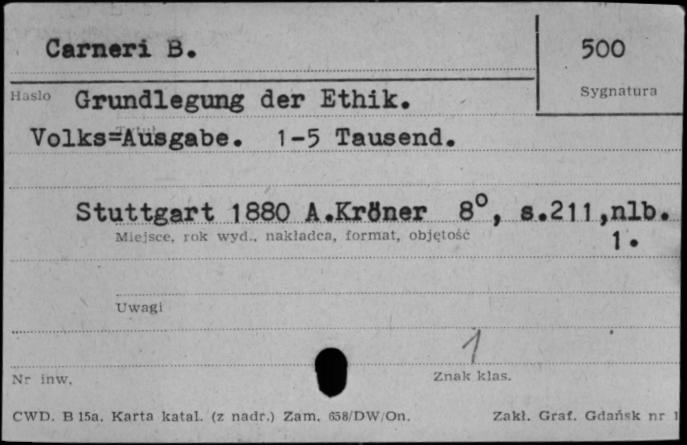 Carneri B.
500
Sygnatura
Hasło Grundlegung der Ethik.
Volks=Ausgabe. 1-5 Tausend.
Stuttgart 1880 A.Kröner 8°, s.211,nlb.
Miejsce, rok wyd., nakładca, format, objętość
1.
Uwagi
1
Nr inw.
Znak klas.
CWD. B 15a. Karta katal. (z nadr.) Zam. 658/DW/On.
Zakł. Graf. Gdańsk nr 1